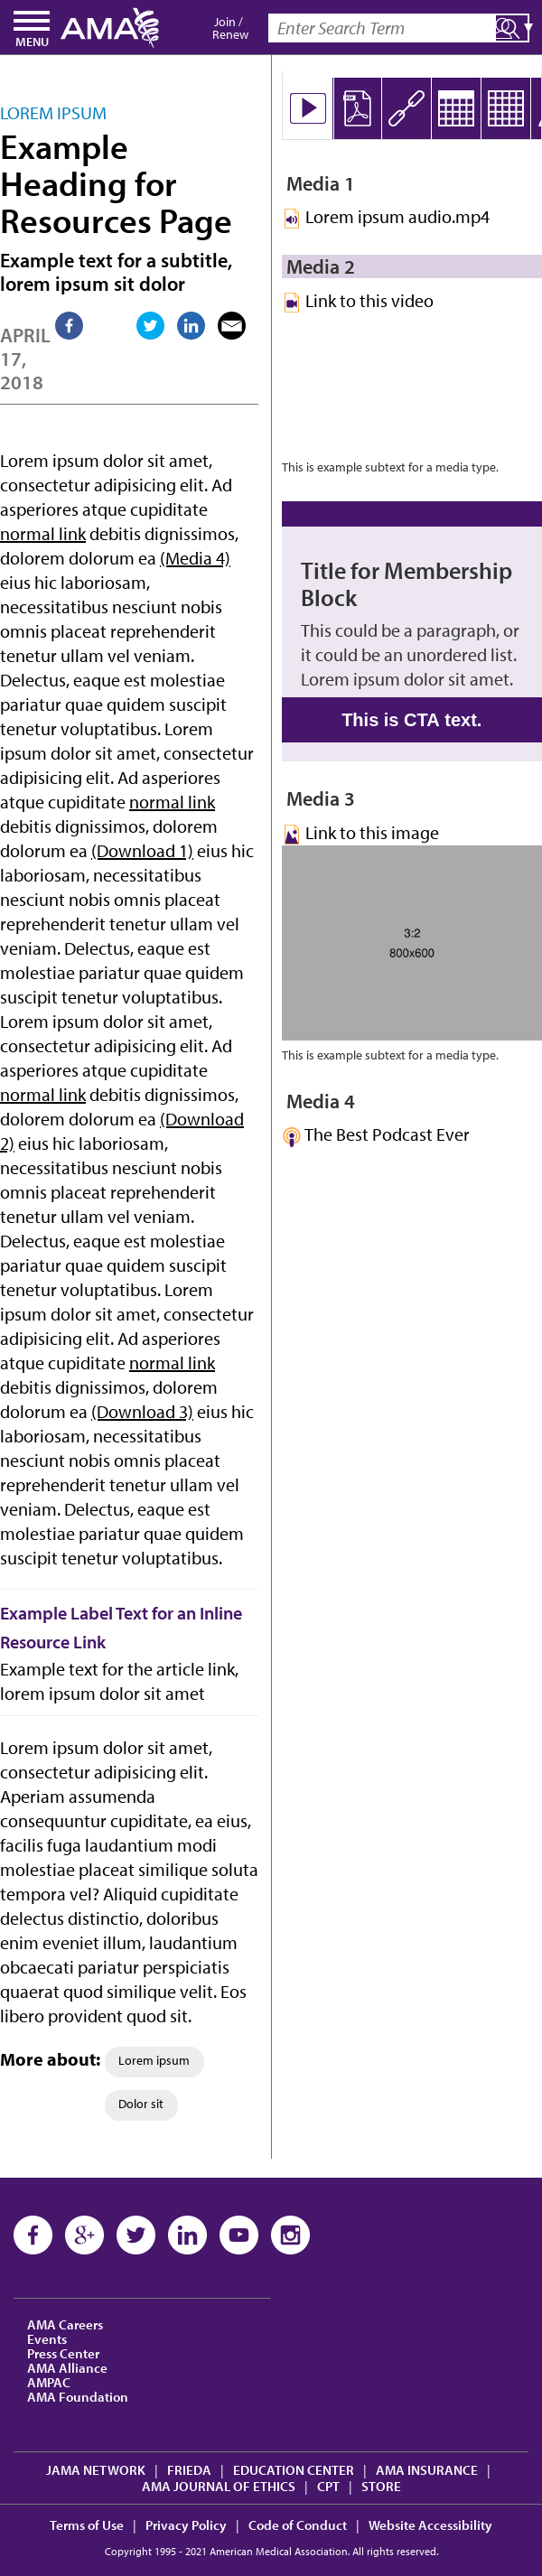 MENU
AMA
Join /
Renew
Enter Search Term
LOREM IPSUM
Example
Heading for
Resources Page
Example text for a subtitle,
lorem ipsum sit dolor
APRIL
17,
2018
Lorem ipsum dolor sit amet,
consectetur adipisicing elit. Ad
asperiores atque cupiditate
normal link debitis dignissimos,
dolorem dolorum ea (Media 4)
eius hic laboriosam,
necessitatibus nesciunt nobis
omnis placeat reprehenderit
tenetur ullam vel veniam.
Delectus, eaque est molestiae
pariatur quae quidem suscipit
tenetur voluptatibus. Lorem
ipsum dolor sit amet, consectetur
adipisicing elit. Ad asperiores
atque cupiditate normal link
debitis dignissimos, dolorem
dolorum ea (Download 1) eius hic
laboriosam, necessitatibus
nesciunt nobis omnis placeat
reprehenderit tenetur ullam vel
veniam. Delectus, eaque est
molestiae pariatur quae quidem
suscipit tenetur voluptatibus.
Lorem ipsum dolor sit amet,
consectetur adipisicing elit. Ad
asperiores atque cupiditate
normal link debitis dignissimos,
dolorem dolorum ea (Download
2) eius hic laboriosam,
necessitatibus nesciunt nobis
omnis placeat reprehenderit
tenetur ullam vel veniam.
Delectus, eaque est molestiae
pariatur quae quidem suscipit
tenetur voluptatibus. Lorem
ipsum dolor sit amet, consectetur
adipisicing elit. Ad asperiores
atque cupiditate normal link
debitis dignissimos, dolorem
dolorum ea (Download 3) eius hic
laboriosam, necessitatibus
nesciunt nobis omnis placeat
reprehenderit tenetur ullam vel
veniam. Delectus, eaque est
molestiae pariatur quae quidem
suscipit tenetur voluptatibus.
Example Label Text for an Inline
Resource Link
Example text for the article link,
lorem ipsum dolor sit amet
Lorem ipsum dolor sit amet,
consectetur adipisicing elit.
Aperiam assumenda
consequuntur cupiditate, ea eius,
facilis fuga laudantium modi
molestiae placeat similique soluta
tempora vel? Aliquid cupiditate
delectus distinctio, doloribus
enim eveniet illum, laudantium
obcaecati pariatur perspiciatis
quaerat quod similique velit. Eos
libero provident quod sit.
More about: Lorem ipsum
Dolor sit
Media 1
Lorem ipsum audio.mp4
Media 2
Link to this video
This is example subtext for a media type.
Title for Membership
Block
This could be a paragraph, or
it could be an unordered list.
Lorem ipsum dolor sit amet.
This is CTA text.
Media 3
Link to this image
3:2
800x600
This is example subtext for a media type.
Media 4
The Best Podcast Ever
AMA Careers
Events
Press Center
AMA Alliance
AMPAC
AMA Foundation
JAMA NETWORK | FRIEDA | EDUCATION CENTER | AMA INSURANCE |
AMA JOURNAL OF ETHICS | CPT | STORE
Terms of Use | Privacy Policy | Code of Conduct | Website Accessibility
Copyright 1995 - 2021 American Medical Association. All rights reserved.